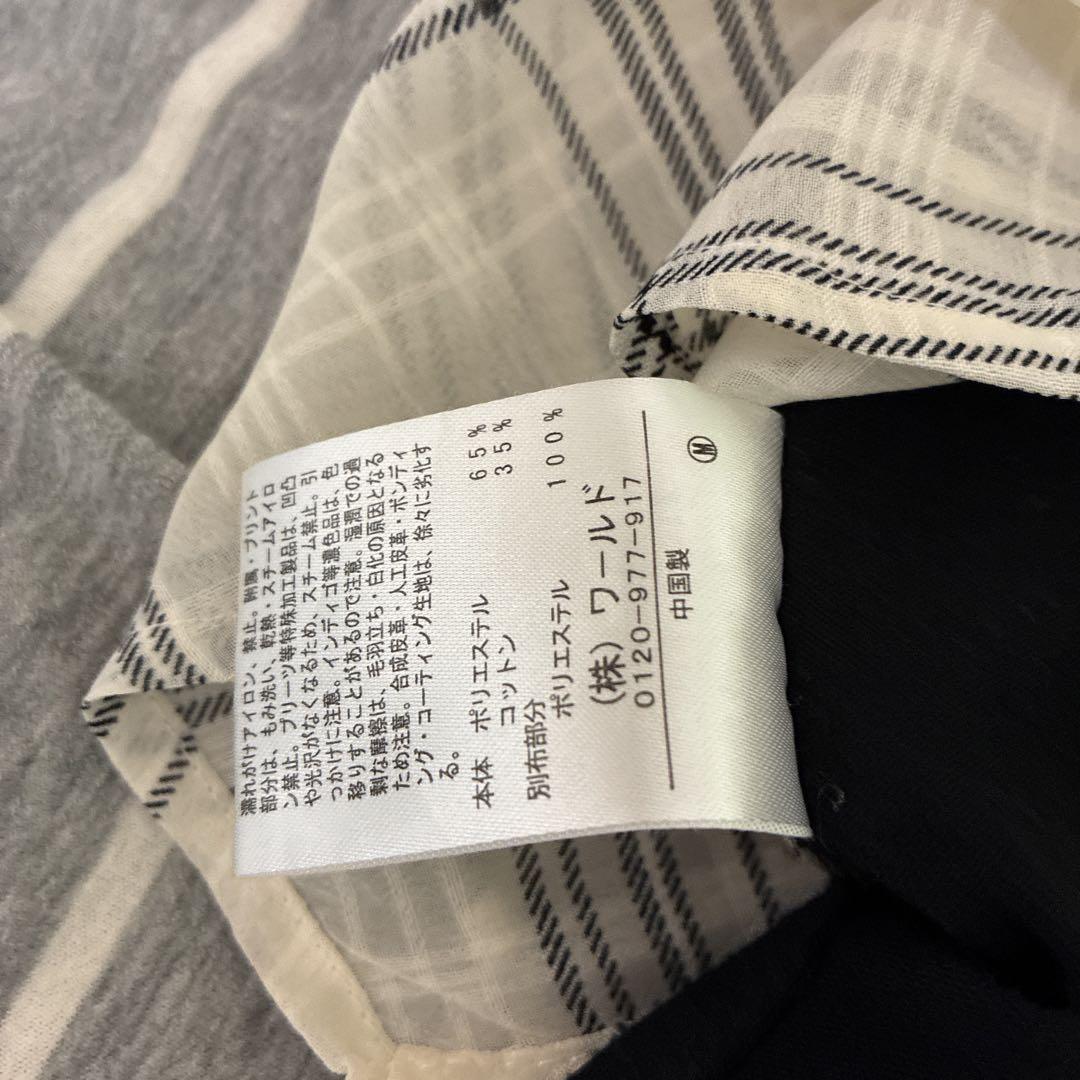 濡れがけアイロン、禁止。耐風・プリント
部分は、もみ洗い、乾熱・スチームアイロ
ン禁止。プリーツ等特殊加工製品は、凹凸
や光沢がなくなるため、スチーム禁止。引
っかけに注意。インディゴ等濃色品は、色
移りすることがあるので注意。湿潤での過
剰な摩擦は、毛羽立ち・白化の原因となる
ため注意。合成皮革・人工皮革・ボンディ
ング・コーティング生地は、徐々に劣化す
る。
本体 ポリエステル 65%
コットン 35%
別布部分
ポリエステル 100%
(株)ワールド
0120-977-917
中国製
M